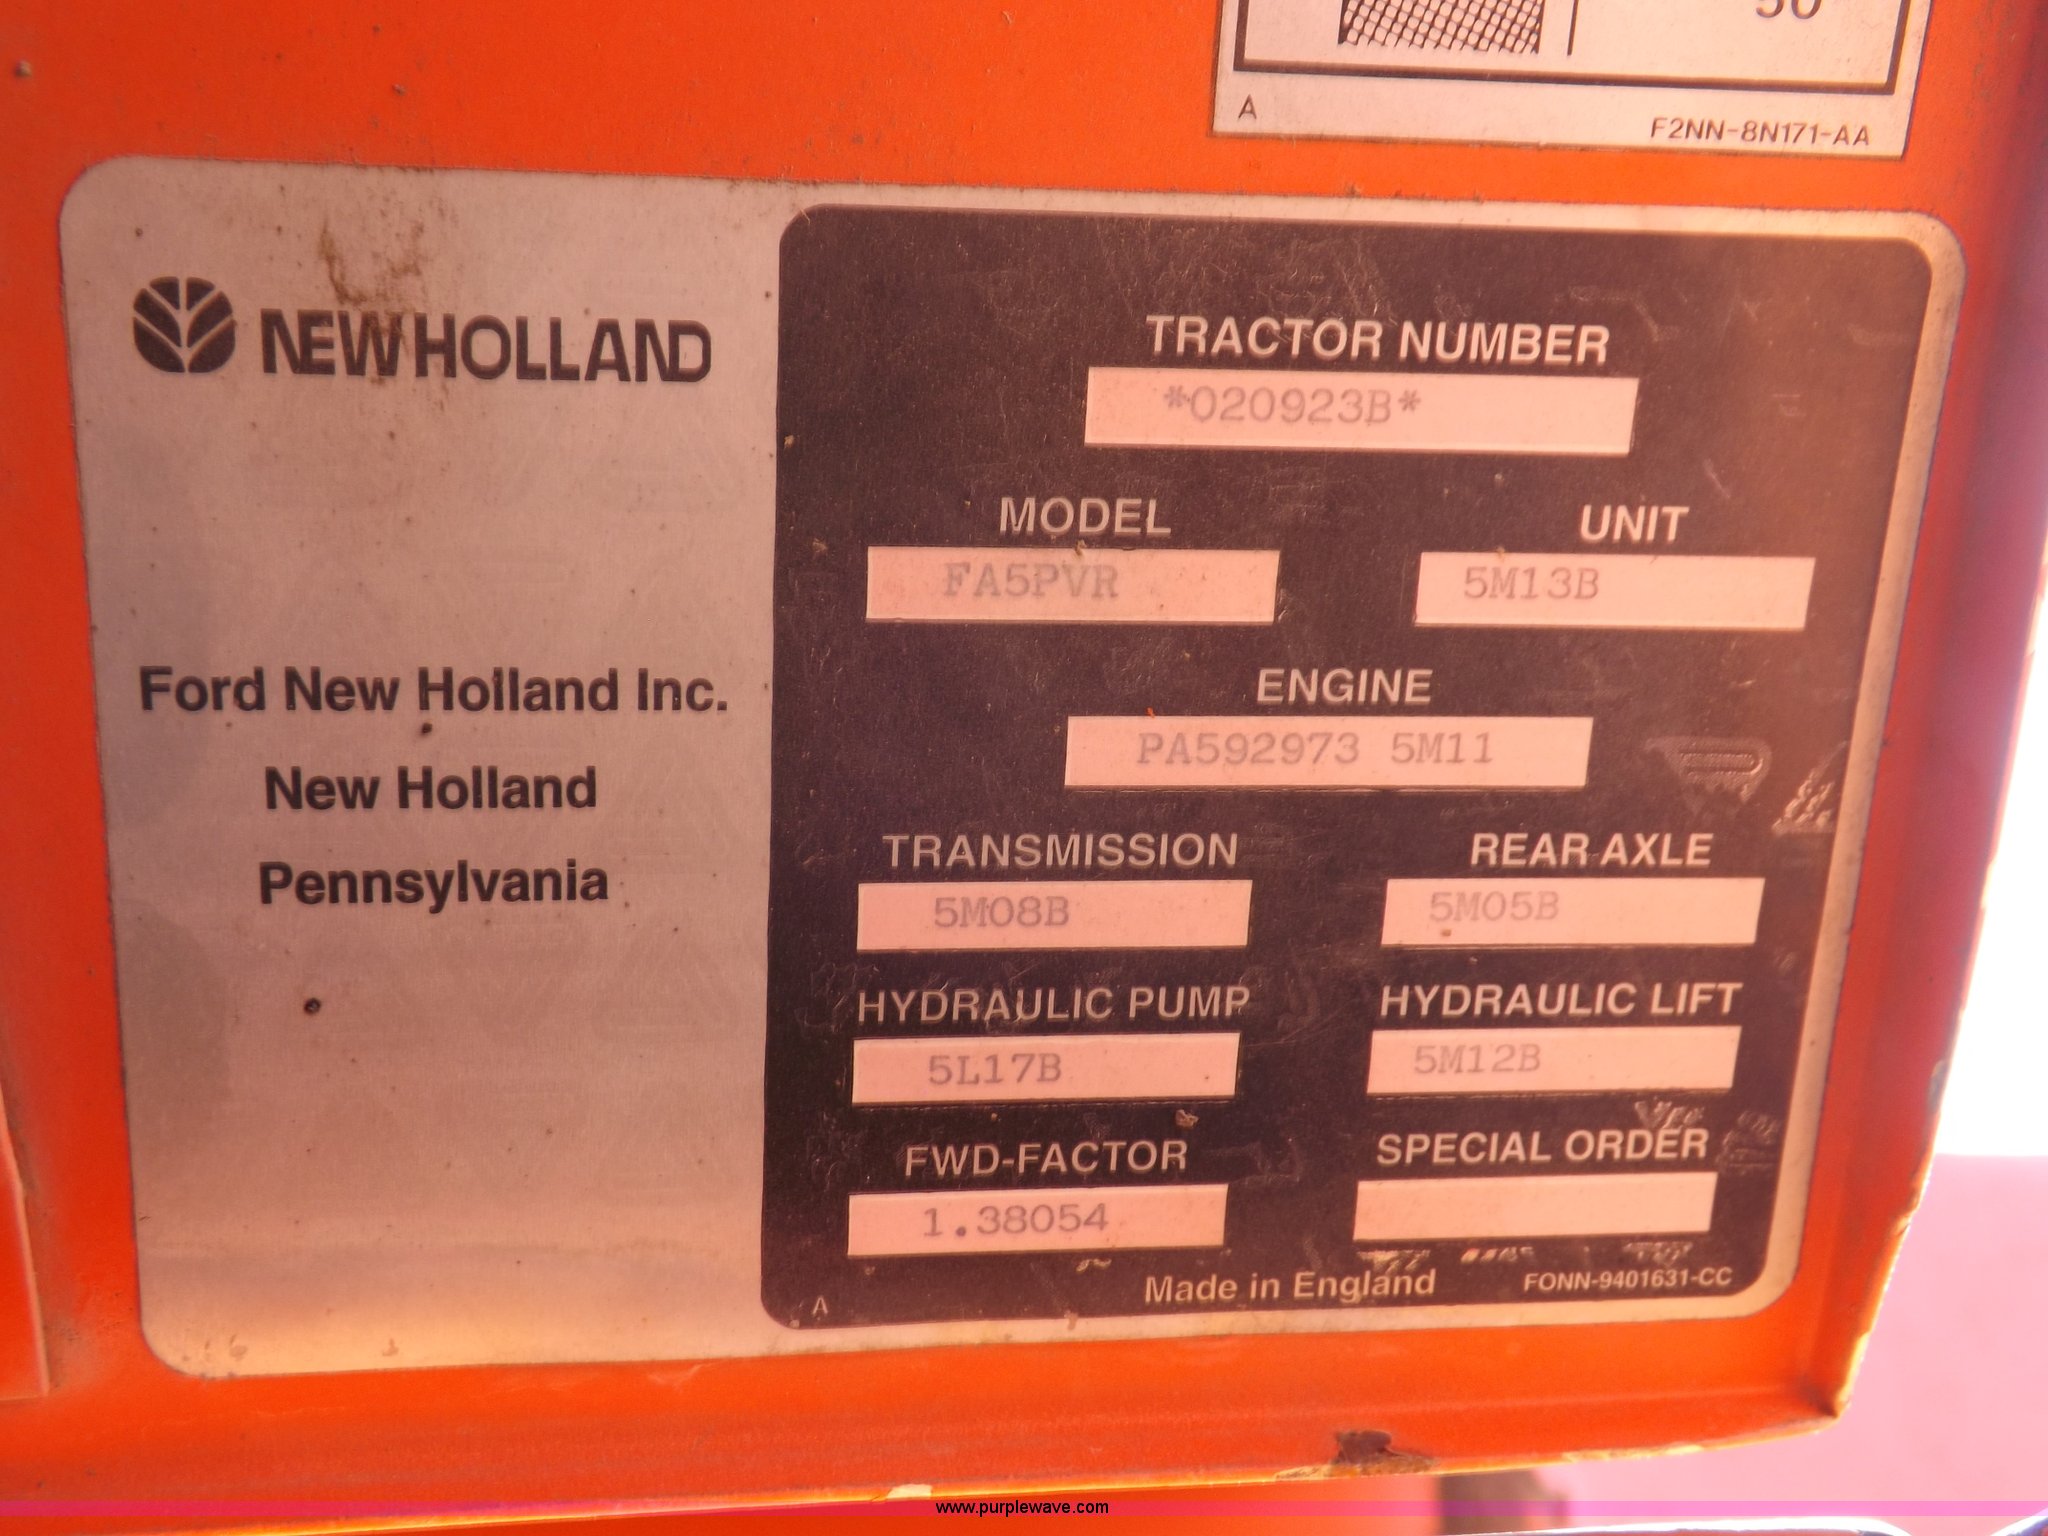 50
A
F2NN-8N171-AA
NEW HOLLAND
Ford New Holland Inc.
New Holland
Pennsylvania
TRACTOR NUMBER
*020923B*
MODEL
UNIT
FA5PVR
5M13B
ENGINE
PA592973 5M11
TRANSMISSION
REAR AXLE
5M08B
5M05B
HYDRAULIC PUMP
HYDRAULIC LIFT
5L17B
5M12B
FWD-FACTOR
SPECIAL ORDER
1.38054
A
Made in England
FONN-9401631-CC
www.purplewave.com